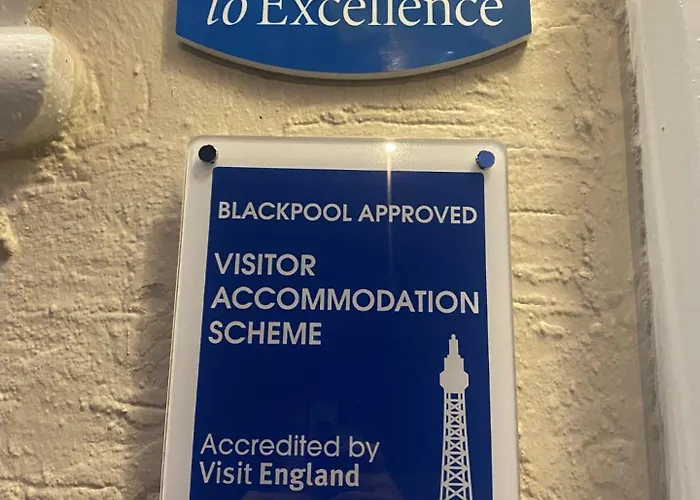 to Excellence
BLACKPOOL APPROVED
VISITOR
ACCOMMODATION
SCHEME
Accredited by
Visit England